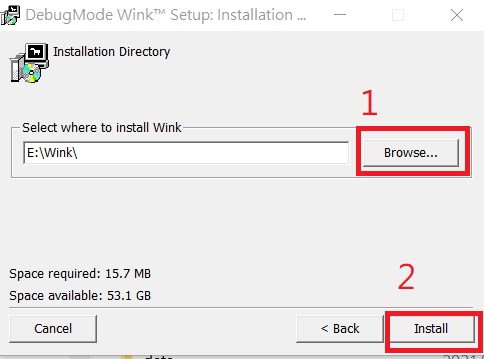 DebugMode Wink™ Setup: Installation ...
Installation Directory
1
Select where to install Wink
E:\Wink\
Browse...
Space required: 15.7 MB
Space available: 53.1 GB
2
Cancel
< Back
Install